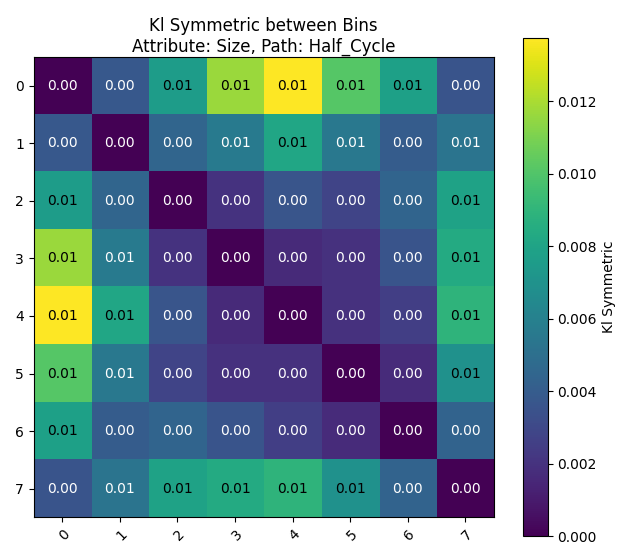 Kl Symmetric between Bins
Attribute: Size, Path: Half_Cycle
0 0.00 0.00 0.01 0.01 0.01 0.01 0.01 0.00
1 0.00 0.00 0.00 0.01 0.01 0.01 0.00 0.01
2 0.01 0.00 0.00 0.00 0.00 0.00 0.00 0.01
3 0.01 0.01 0.00 0.00 0.00 0.00 0.00 0.01
4 0.01 0.01 0.00 0.00 0.00 0.00 0.00 0.01
5 0.01 0.01 0.00 0.00 0.00 0.00 0.00 0.01
6 0.01 0.00 0.00 0.00 0.00 0.00 0.00 0.00
7 0.00 0.01 0.01 0.01 0.01 0.01 0.00 0.00
0 1 2 3 4 5 6 7
0.012
0.010
0.008
0.006
0.004
0.002
0.000
Kl Symmetric